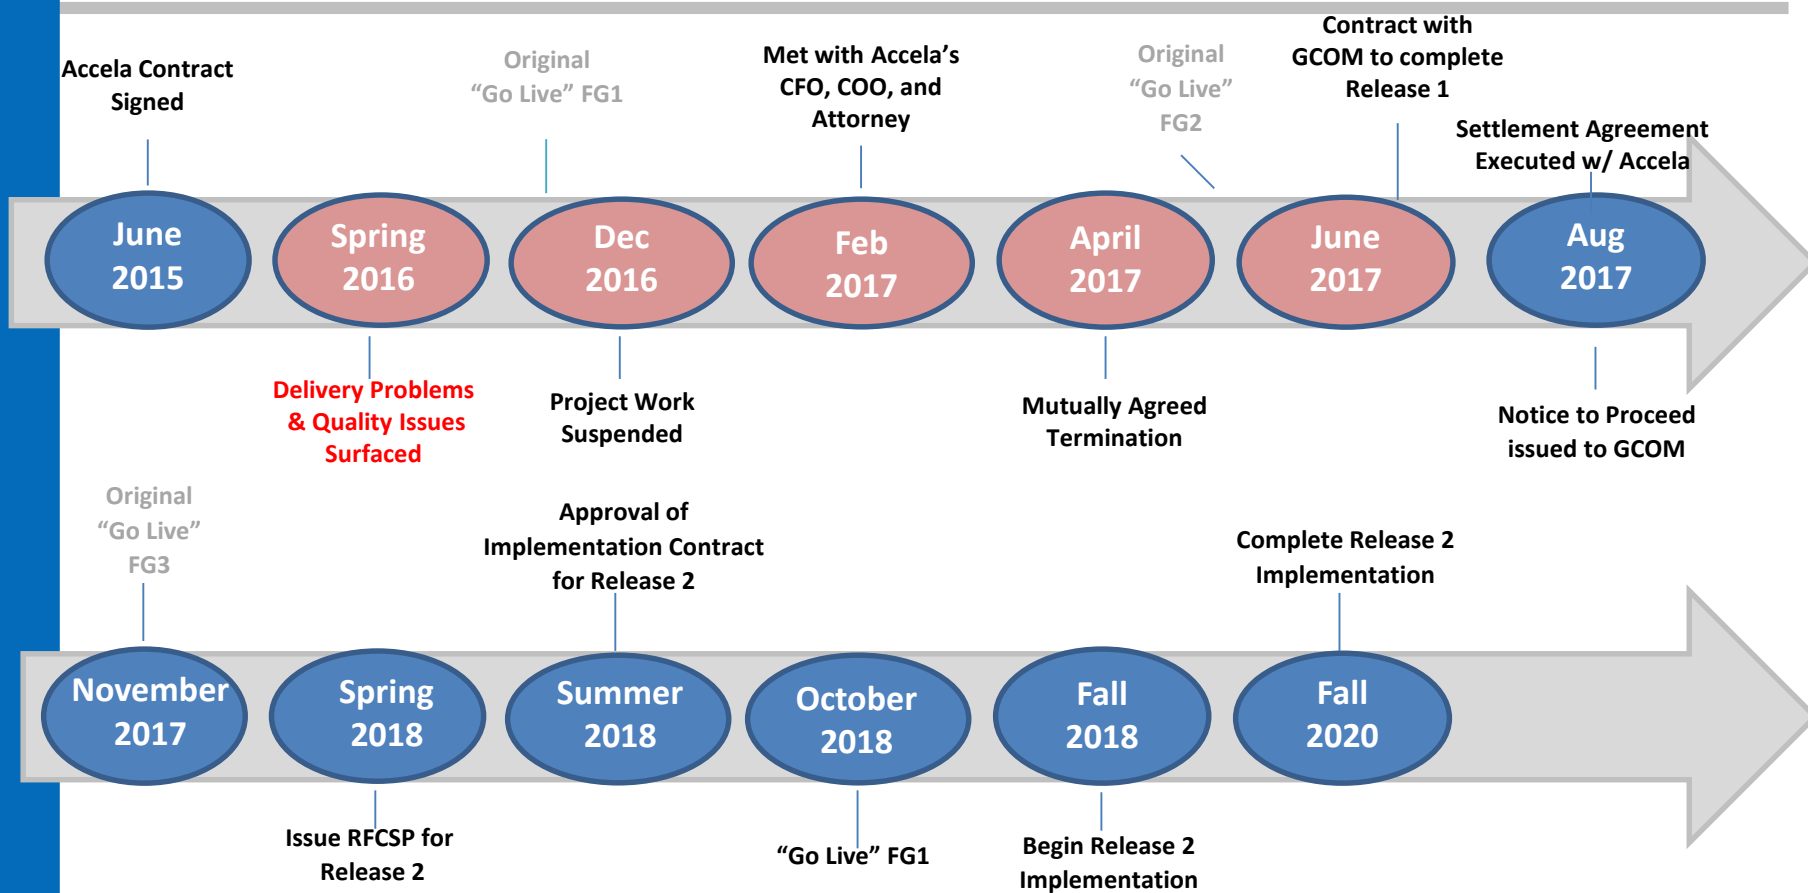 Accela Contract
Signed
Original
“Go Live” FG1
Met with Accela’s
CFO, COO, and
Attorney
Original
“Go Live”
FG2
Contract with
GCOM to complete
Release 1
Settlement Agreement
Executed w/ Accela
June
2015
Spring
2016
Dec
2016
Feb
2017
April
2017
June
2017
Aug
2017
Delivery Problems
& Quality Issues
Surfaced
Project Work
Suspended
Mutually Agreed
Termination
Notice to Proceed
issued to GCOM
Original
“Go Live”
FG3
Approval of
Implementation Contract
for Release 2
Complete Release 2
Implementation
November
2017
Spring
2018
Summer
2018
October
2018
Fall
2018
Fall
2020
Issue RFCSP for
Release 2
“Go Live” FG1
Begin Release 2
Implementation